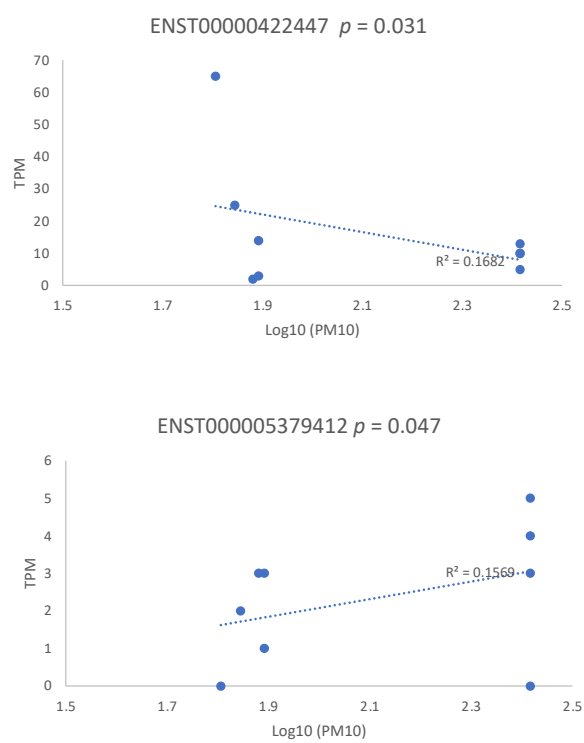 ENST00000422447 p = 0.031
70
60
50
40
30
20
10
0
TPM
R² = 0.1682
1.5 1.7 1.9 2.1 2.3 2.5
Log10 (PM10)
ENST000005379412 p = 0.047
6
5
4
3
2
1
0
TPM
R² = 0.1569
1.5 1.7 1.9 2.1 2.3 2.5
Log10 (PM10)